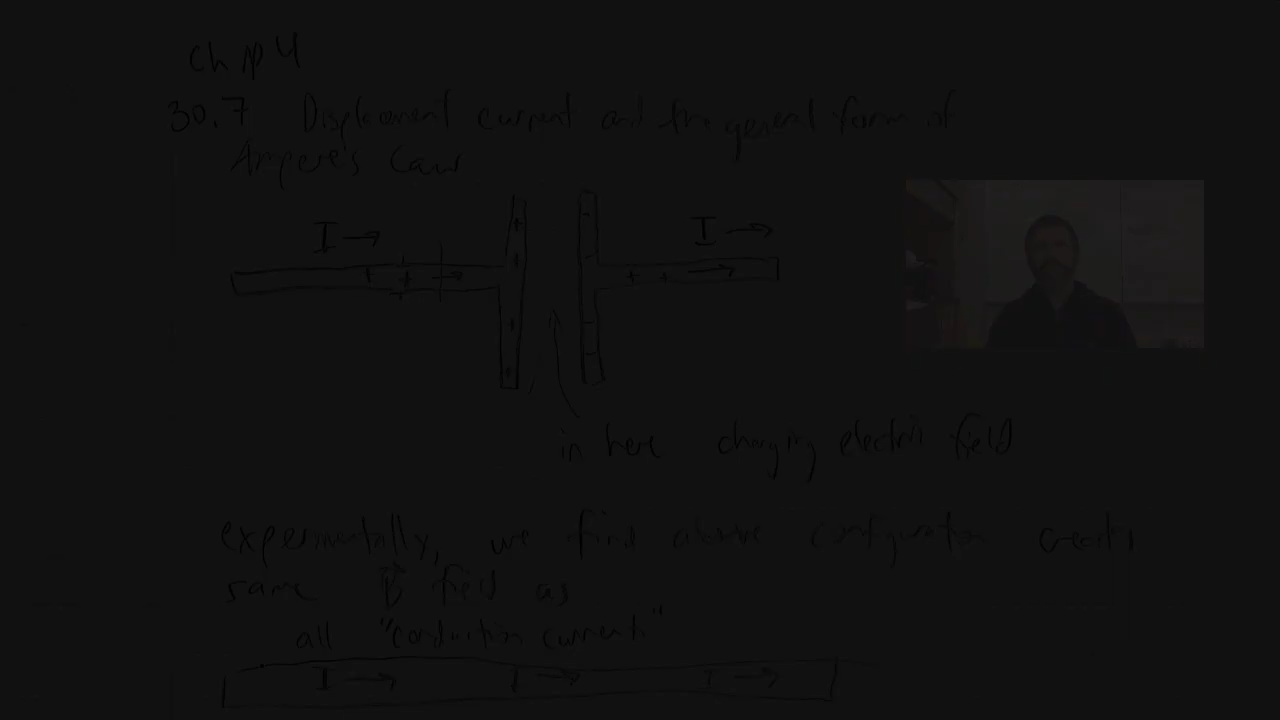 Ch 4
30.7 Displacement current and the general form of
Ampere's Law
I → I →
+ + + +
+ + +
- - - -
in here changing electric field
experimentally, we find above configuration creates
same B field as
all "conduction current"
I → I → I →